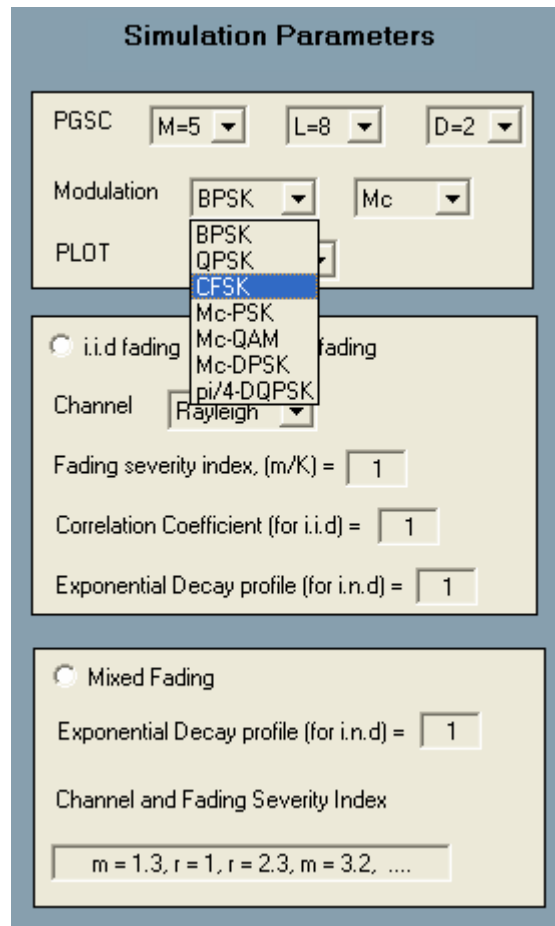 Simulation Parameters
PGSC M=5 L=8 D=2
Modulation BPSK Mc
PLOT
BPSK
QPSK
CFSK
Mc-PSK
Mc-QAM
Mc-DPSK
pi/4-DQPSK
i.i.d fading fading
Channel Rayleigh
Fading severity index, (m/K) = 1
Correlation Coefficient (for i.i.d) = 1
Exponential Decay profile (for i.n.d) = 1
Mixed Fading
Exponential Decay profile (for i.n.d) = 1
Channel and Fading Severity Index
m = 1.3, r = 1, r = 2.3, m = 3.2, ....